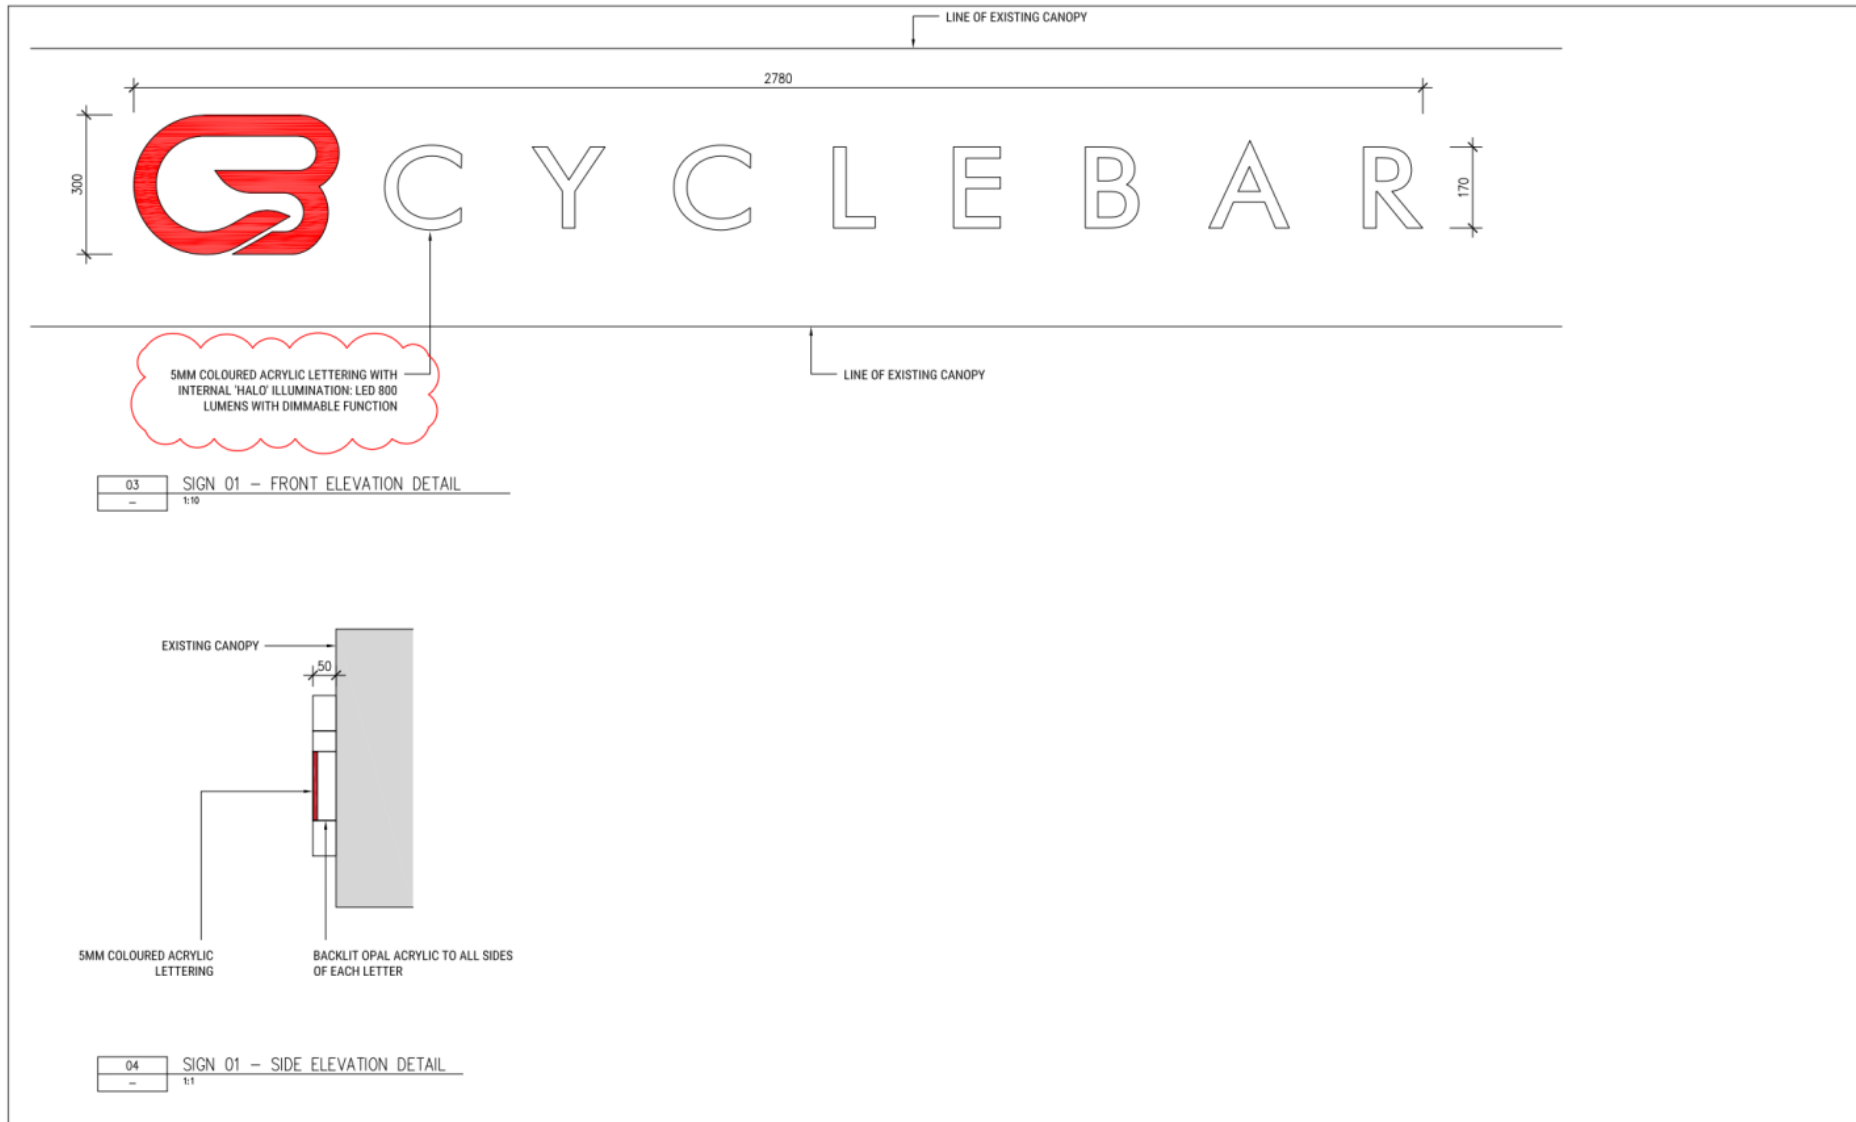 LINE OF EXISTING CANOPY
2780
300
CB
CYCLEBAR
170
5MM COLOURED ACRYLIC LETTERING WITH
INTERNAL 'HALO' ILLUMINATION: LED 800
LUMENS WITH DIMMABLE FUNCTION
LINE OF EXISTING CANOPY
03
SIGN 01 – FRONT ELEVATION DETAIL
–
1:10
EXISTING CANOPY
50
5MM COLOURED ACRYLIC
LETTERING
BACKLIT OPAL ACRYLIC TO ALL SIDES
OF EACH LETTER
04
SIGN 01 – SIDE ELEVATION DETAIL
–
1:1